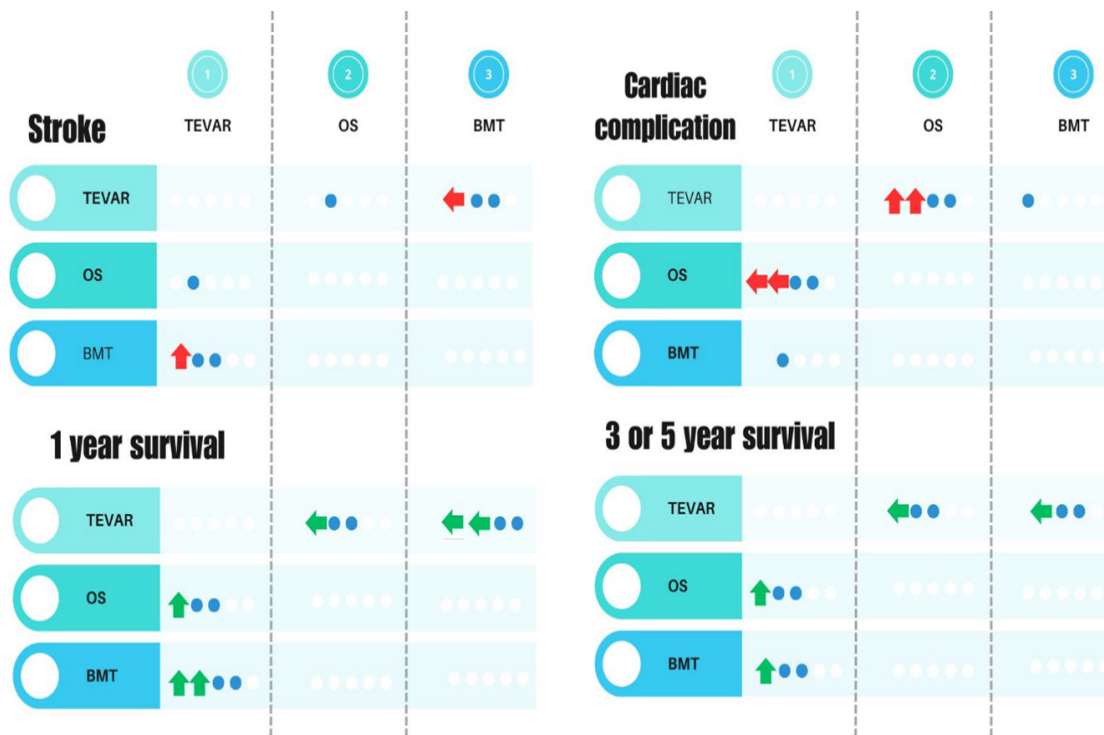 1
2
3
Stroke
TEVAR
OS
BMT
TEVAR
OS
BMT
1
2
3
Cardiac
complication
TEVAR
OS
BMT
TEVAR
OS
BMT
1 year survival
TEVAR
OS
BMT
3 or 5 year survival
TEVAR
OS
BMT